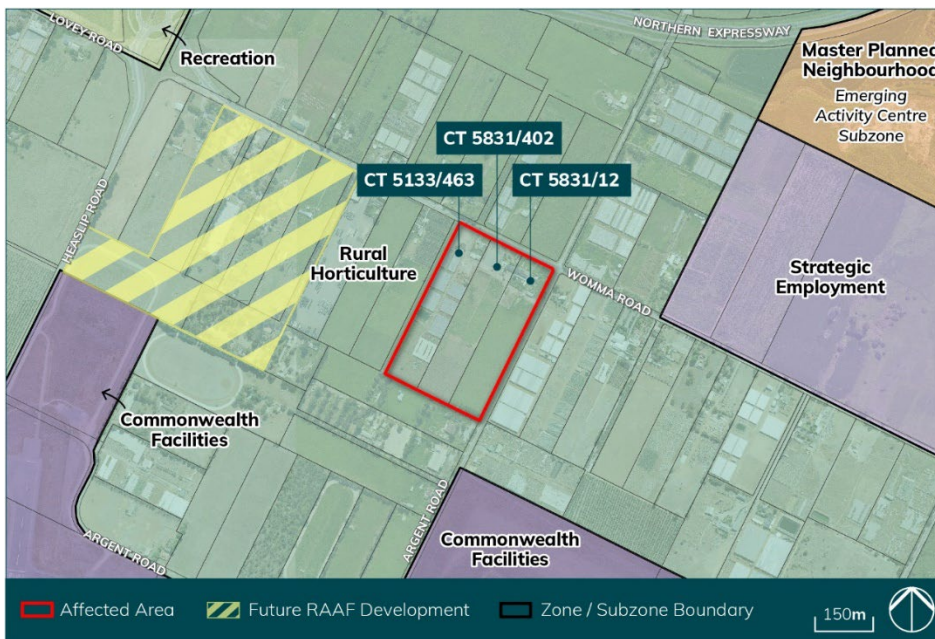 LOVEY ROAD
Recreation
NORTHERN EXPRESSWAY
Master Planned
Neighbourhood
Emerging
Activity Centre
Subzone
CT 5831/402
CT 5133/463
CT 5831/12
HEASLIP ROAD
Rural
Horticulture
WOMMA ROAD
Strategic
Employment
Commonwealth
Facilities
ARGENT ROAD
ARGENT ROAD
Commonwealth
Facilities
Affected Area
Future RAAF Development
Zone / Subzone Boundary
150m